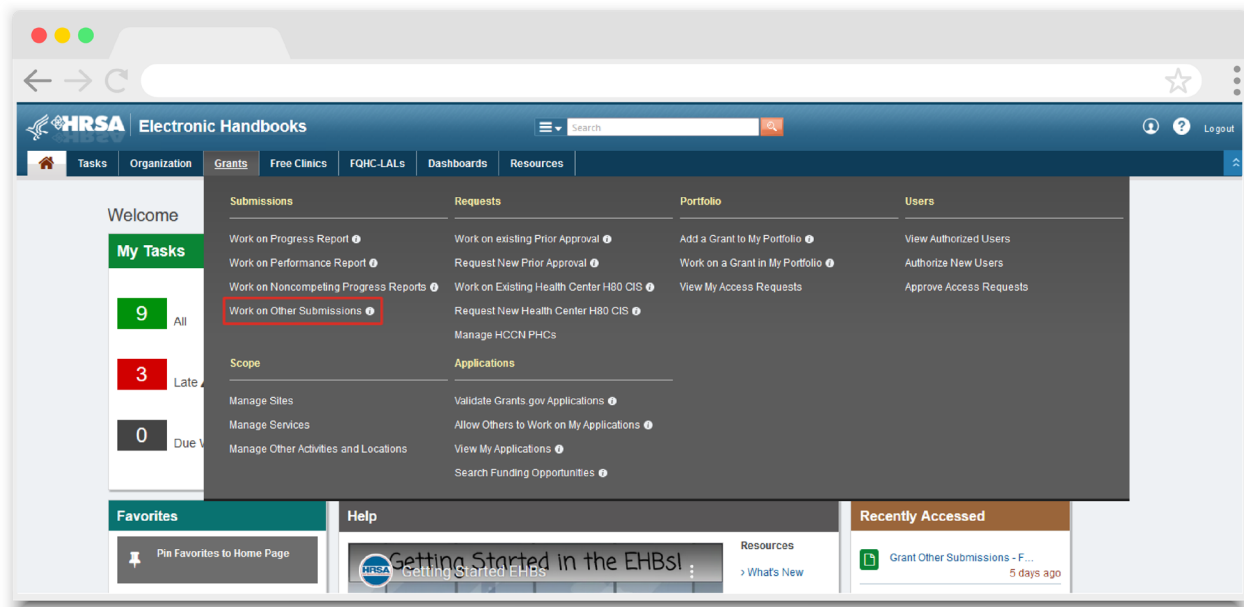 HRSA Electronic Handbooks
Search
Logout
Tasks Organization Grants Free Clinics FQHC-LALs Dashboards Resources
Welcome
My Tasks
9 All
3 Late
0 Due
Submissions
Work on Progress Report
Work on Performance Report
Work on Noncompeting Progress Reports
Work on Other Submissions
Requests
Work on existing Prior Approval
Request New Prior Approval
Work on Existing Health Center H80 CIS
Request New Health Center H80 CIS
Manage HCCN PHCs
Portfolio
Add a Grant to My Portfolio
Work on a Grant in My Portfolio
View My Access Requests
Users
View Authorized Users
Authorize New Users
Approve Access Requests
Scope
Manage Sites
Manage Services
Manage Other Activities and Locations
Applications
Validate Grants.gov Applications
Allow Others to Work on My Applications
View My Applications
Search Funding Opportunities
Favorites
Pin Favorites to Home Page
Help
Getting Started in the EHBs!
HRSA Getting Started EHBs
Resources
› What's New
Recently Accessed
Grant Other Submissions - F...
5 days ago